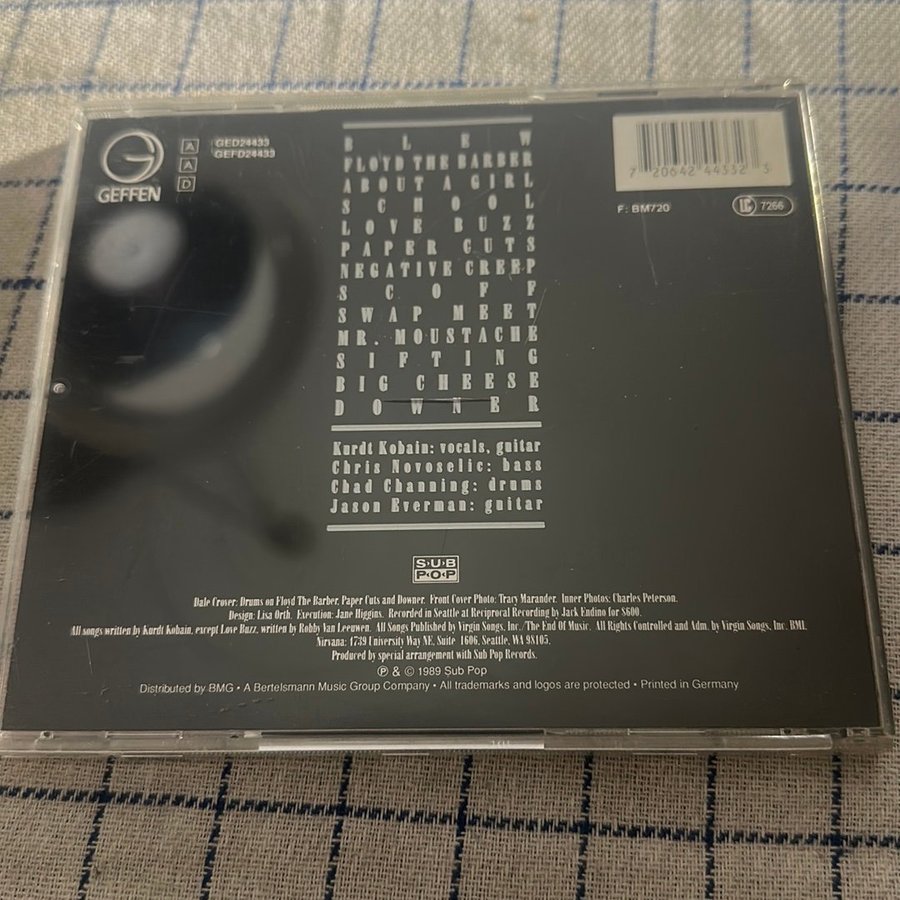 GEFFEN
A
A
D
GED24433
GEFD24433
7 20642 44332 3
F: BM720
LC 7266
BLEW
FLOYD THE BARBER
ABOUT A GIRL
SCHOOL
LOVE BUZZ
PAPER CUTS
NEGATIVE CREEP
SCOFF
SWAP MEET
MR. MOUSTACHE
SIFTING
BIG CHEESE
DOWNER
Kurdt Kobain: vocals, guitar
Chris Novoselic: bass
Chad Channing: drums
Jason Everman: guitar
SUB
POP
Dale Crover: Drums on Floyd The Barber, Paper Cuts and Downer. Front Cover Photo: Tracy Marander. Inner Photos: Charles Peterson.
Design: Lisa Orth. Execution: Jane Higgins. Recorded in Seattle at Reciprocal Recording by Jack Endino for $600.
All songs written by Kurdt Kobain, except Love Buzz, written by Robby Van Leeuwen. All Songs Published by Virgin Songs, Inc./The End Of Music. All Rights Controlled and Adm. by Virgin Songs, Inc. BMI.
Nirvana: 4739 University Way NE, Suite 1606, Seattle, WA 98105.
Produced by special arrangement with Sub Pop Records.
℗ & © 1989 Sub Pop
Distributed by BMG • A Bertelsmann Music Group Company • All trademarks and logos are protected • Printed in Germany